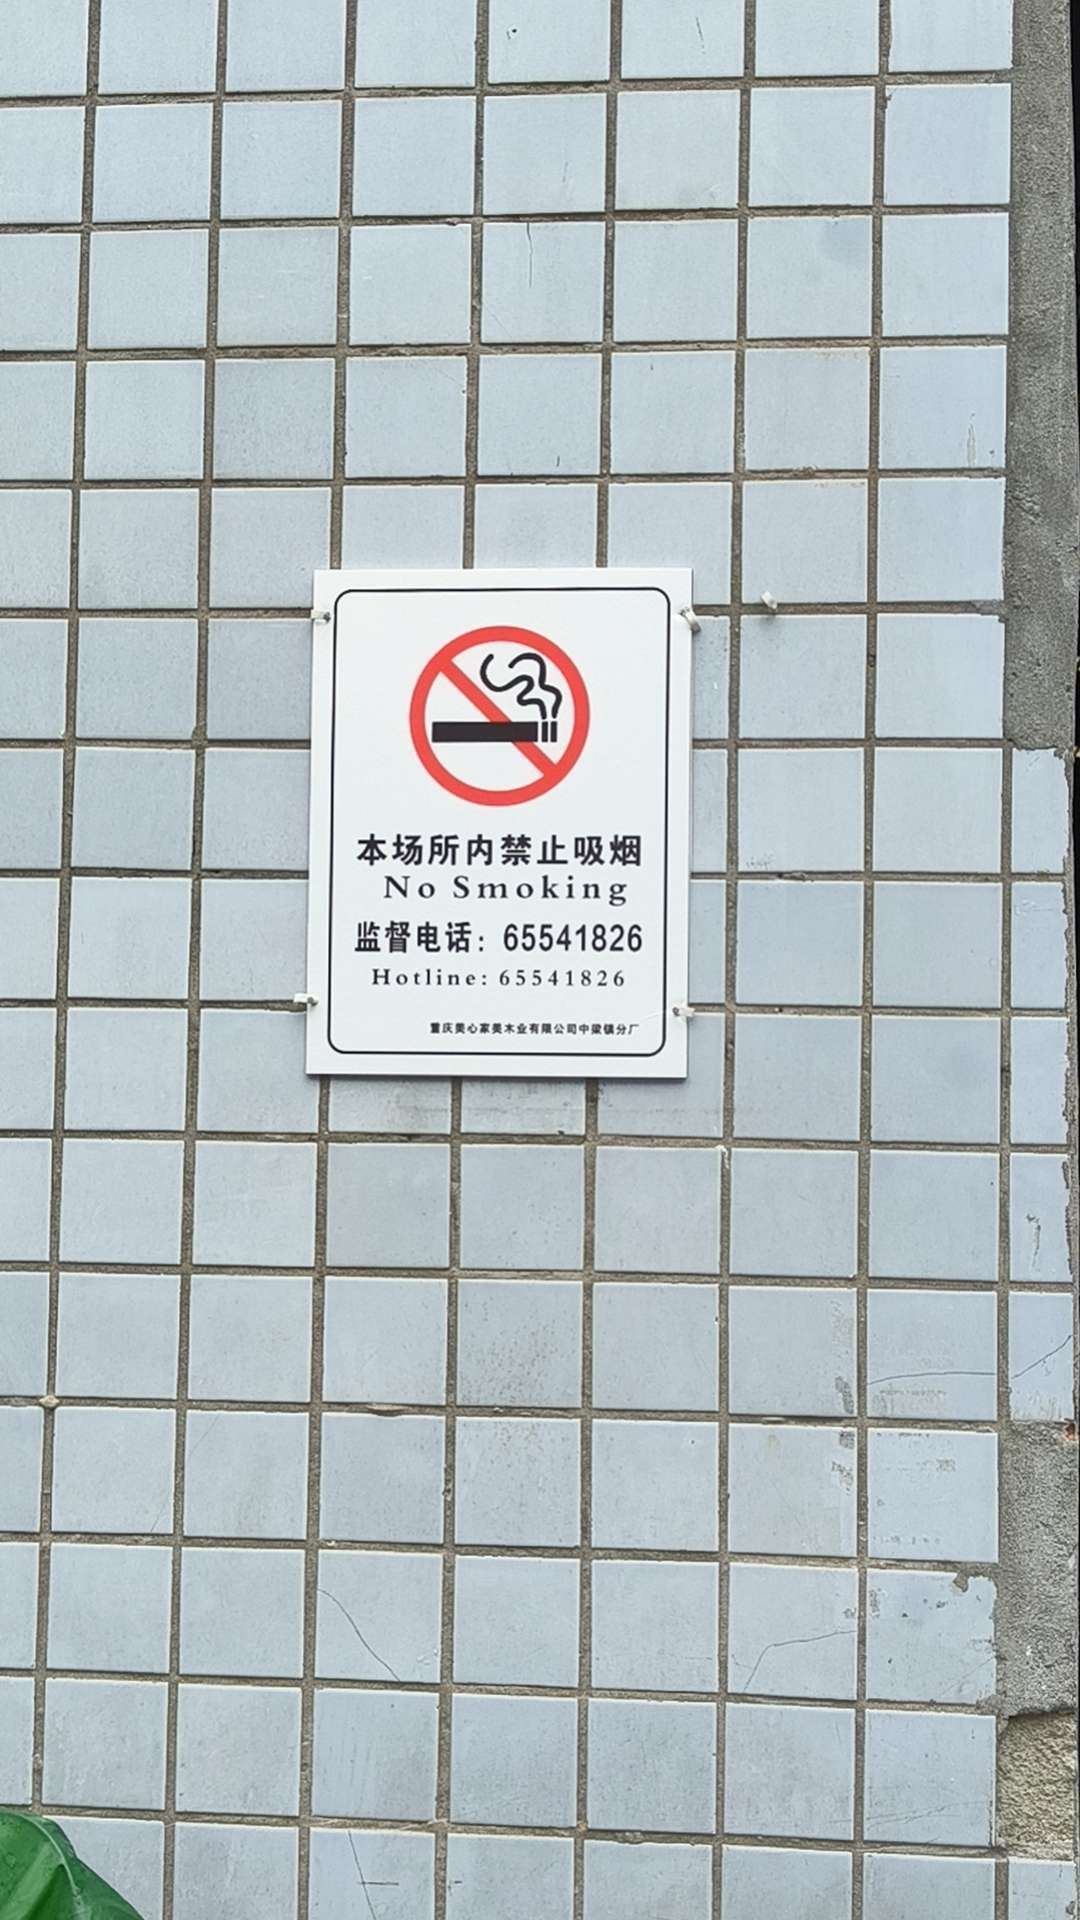 本场所内禁止吸烟
No Smoking
监督电话：65541826
Hotline: 65541826
重庆美心家美木业有限公司中梁镇分厂